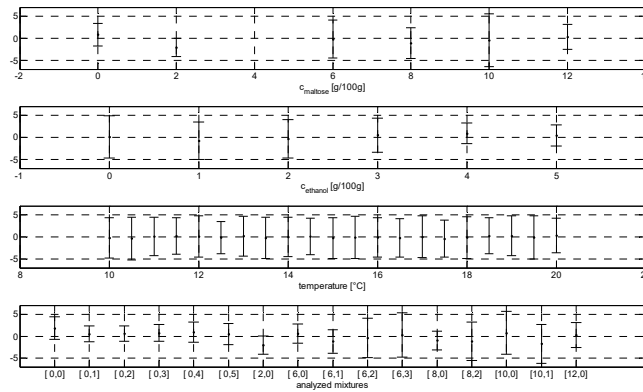 5
0
-5
-2 0 2 4 6 8 10 12
c_maltose [g/100g]
5
0
-5
-1 0 1 2 3 4 5
c_ethanol [g/100g]
5
0
-5
8 10 12 14 16 18 20
temperature [°C]
5
0
-5
[ 0,0] [ 0,1] [ 0,2] [ 0,3] [ 0,4] [ 0,5] [ 2,0] [ 6,0] [ 6,1] [ 6,2] [ 6,3] [ 8,0] [ 8,2] [10,0] [10,1] [12,0]
analyzed mixtures